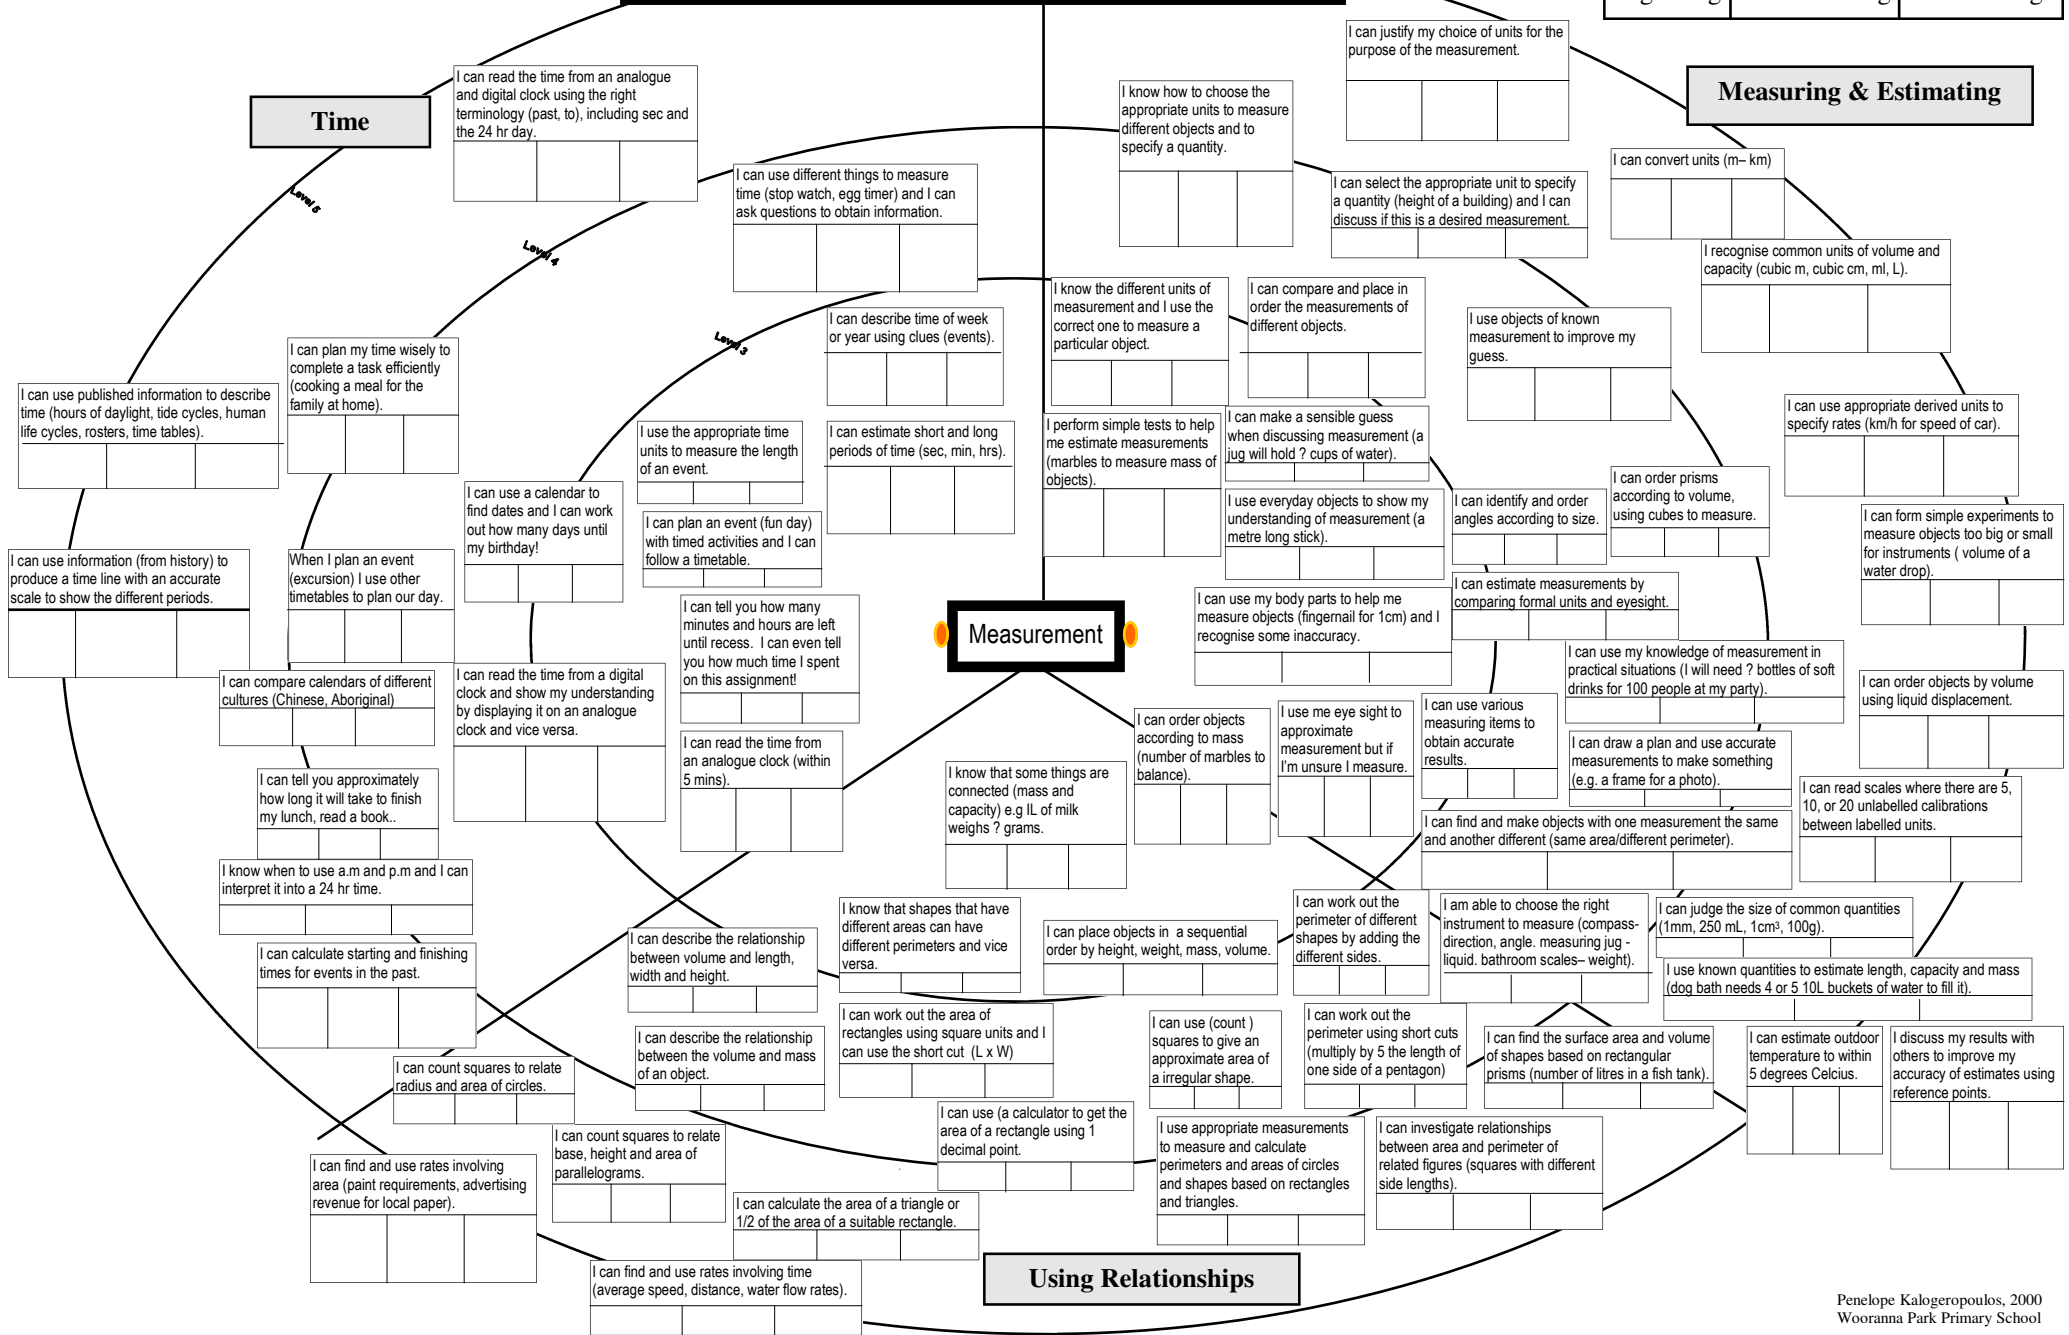 I can justify my choice of units for the
purpose of the measurement.
Measuring & Estimating
Time
I can read the time from an analogue
and digital clock using the right
terminology (past, to), including sec and
the 24 hr day.
I know how to choose the
appropriate units to measure
different objects and to
specify a quantity.
I can convert units (m– km)
I can use different things to measure
time (stop watch, egg timer) and I can
ask questions to obtain information.
I can select the appropriate unit to specify
a quantity (height of a building) and I can
discuss if this is a desired measurement.
Level 5
Level 4
Level 3
I recognise common units of volume and
capacity (cubic m, cubic cm, ml, L).
I can describe time of week
or year using clues (events).
I know the different units of
measurement and I use the
correct one to measure a
particular object.
I can compare and place in
order the measurements of
different objects.
I use objects of known
measurement to improve my
guess.
I can plan my time wisely to
complete a task efficiently
(cooking a meal for the
family at home).
I can use published information to describe
time (hours of daylight, tide cycles, human
life cycles, rosters, time tables).
I can use appropriate derived units to
specify rates (km/h for speed of car).
I use the appropriate time
units to measure the length
of an event.
I can estimate short and long
periods of time (sec, min, hrs).
I perform simple tests to help
me estimate measurements
(marbles to measure mass of
objects).
I can make a sensible guess
when discussing measurement (a
jug will hold ? cups of water).
I can use a calendar to
find dates and I can work
out how many days until
my birthday!
I can plan an event (fun day)
with timed activities and I can
follow a timetable.
I use everyday objects to show my
understanding of measurement (a
metre long stick).
I can identify and order
angles according to size.
I can order prisms
according to volume,
using cubes to measure.
I can form simple experiments to
measure objects too big or small
for instruments ( volume of a
water drop).
I can use information (from history) to
produce a time line with an accurate
scale to show the different periods.
When I plan an event
(excursion) I use other
timetables to plan our day.
I can tell you how many
minutes and hours are left
until recess.  I can even tell
you how much time I spent
on this assignment!
Measurement
I can use my body parts to help me
measure objects (fingernail for 1cm) and I
recognise some inaccuracy.
I can estimate measurements by
comparing formal units and eyesight.
I can use my knowledge of measurement in
practical situations (I will need ? bottles of soft
drinks for 100 people at my party).
I can compare calendars of different
cultures (Chinese, Aboriginal)
I can read the time from a digital
clock and show my understanding
by displaying it on an analogue
clock and vice versa.
I can order objects by volume
using liquid displacement.
I can order objects
according to mass
(number of marbles to
balance).
I use me eye sight to
approximate
measurement but if
I'm unsure I measure.
I can use various
measuring items to
obtain accurate
results.
I can draw a plan and use accurate
measurements to make something
(e.g. a frame for a photo).
I can read the time from
an analogue clock (within
5 mins).
I know that some things are
connected (mass and
capacity) e.g IL of milk
weighs ? grams.
I can tell you approximately
how long it will take to finish
my lunch, read a book..
I can read scales where there are 5,
10, or 20 unlabelled calibrations
between labelled units.
I can find and make objects with one measurement the same
and another different (same area/different perimeter).
I know when to use a.m and p.m and I can
interpret it into a 24 hr time.
I know that shapes that have
different areas can have
different perimeters and vice
versa.
I can place objects in  a sequential
order by height, weight, mass, volume.
I can work out the
perimeter of different
shapes by adding the
different sides.
I am able to choose the right
instrument to measure (compass-
direction, angle. measuring jug -
liquid. bathroom scales– weight).
I can judge the size of common quantities
(1mm, 250 mL, 1cm³, 100g).
I can calculate starting and finishing
times for events in the past.
I can describe the relationship
between volume and length,
width and height.
I use known quantities to estimate length, capacity and mass
(dog bath needs 4 or 5 10L buckets of water to fill it).
I can work out the area of
rectangles using square units and I
can use the short cut  (L x W)
I can use (count )
squares to give an
approximate area of
a irregular shape.
I can work out the
perimeter using short cuts
(multiply by 5 the length of
one side of a pentagon)
I can find the surface area and volume
of shapes based on rectangular
prisms (number of litres in a fish tank).
I can estimate outdoor
temperature to within
5 degrees Celcius.
I discuss my results with
others to improve my
accuracy of estimates using
reference points.
I can describe the relationship
between the volume and mass
of an object.
I can count squares to relate
radius and area of circles.
I can use (a calculator to get the
area of a rectangle using 1
decimal point.
I use appropriate measurements
to measure and calculate
perimeters and areas of circles
and shapes based on rectangles
and triangles.
I can investigate relationships
between area and perimeter of
related figures (squares with different
side lengths).
I can count squares to relate
base, height and area of
parallelograms.
I can find and use rates involving
area (paint requirements, advertising
revenue for local paper).
I can calculate the area of a triangle or
1/2 of the area of a suitable rectangle.
Using Relationships
I can find and use rates involving time
(average speed, distance, water flow rates).
Penelope Kalogeropoulos, 2000
Wooranna Park Primary School